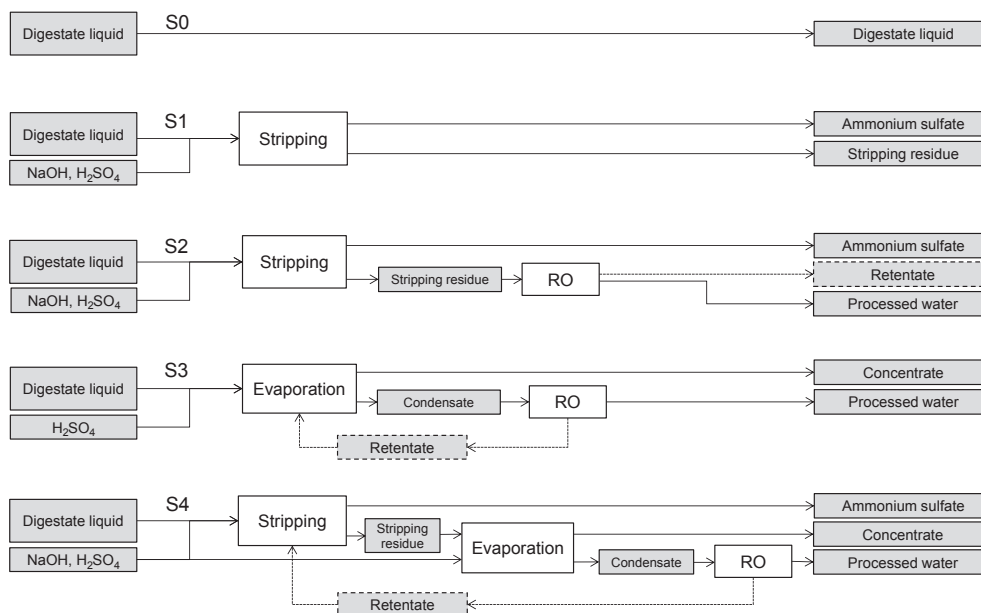 S0
Digestate liquid
Digestate liquid
S1
Digestate liquid
NaOH, H₂SO₄
Stripping
Ammonium sulfate
Stripping residue
S2
Digestate liquid
NaOH, H₂SO₄
Stripping
Stripping residue
RO
Ammonium sulfate
Retentate
Processed water
S3
Digestate liquid
H₂SO₄
Evaporation
Condensate
RO
Retentate
Concentrate
Processed water
S4
Digestate liquid
NaOH, H₂SO₄
Stripping
Stripping
residue
Evaporation
Condensate
RO
Retentate
Ammonium sulfate
Concentrate
Processed water